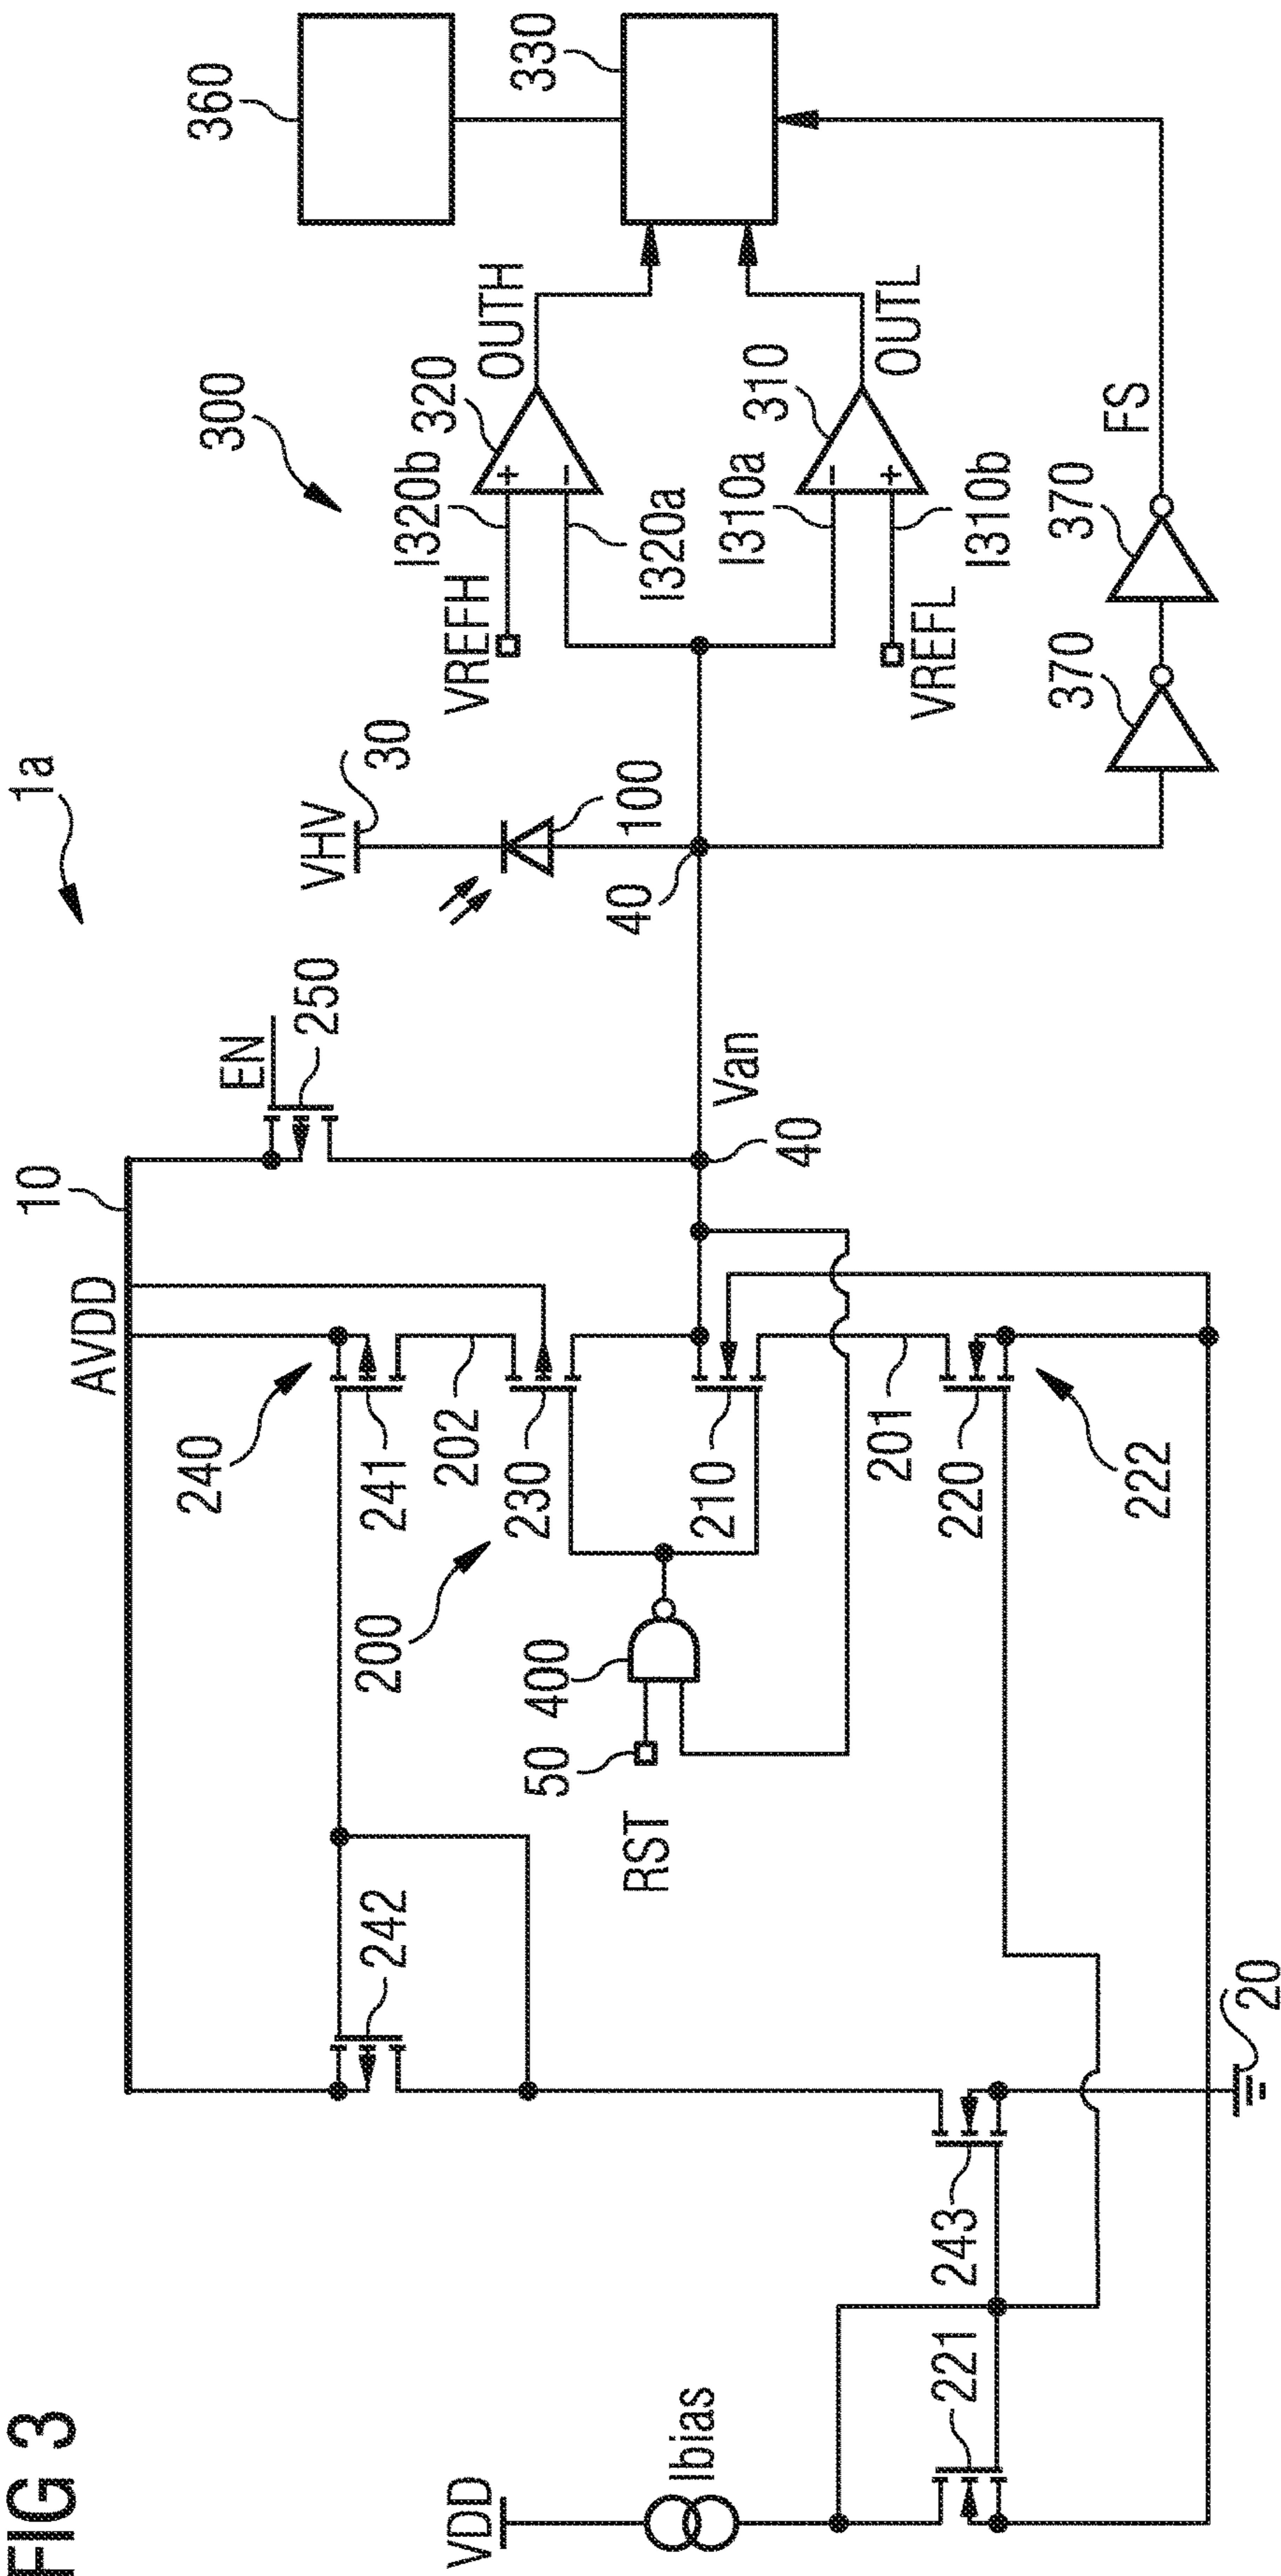 FIG 3
1a
AVDD
10
EN
250
VHV
30
300
360
330
240
241
242
202
200
230
400
50
RST
210
201
220
222
Van
40
40
100
VREFH
I320b
320
OUTH
I320a
I310a
310
OUTL
VREFL
I310b
370
370
FS
VDD
Ibias
221
243
20